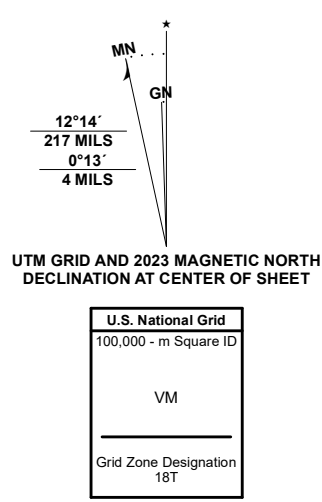 MN
GN
12°14´
217 MILS
0°13´
4 MILS
UTM GRID AND 2023 MAGNETIC NORTH
DECLINATION AT CENTER OF SHEET
U.S. National Grid
100,000 - m Square ID
VM
Grid Zone Designation
18T